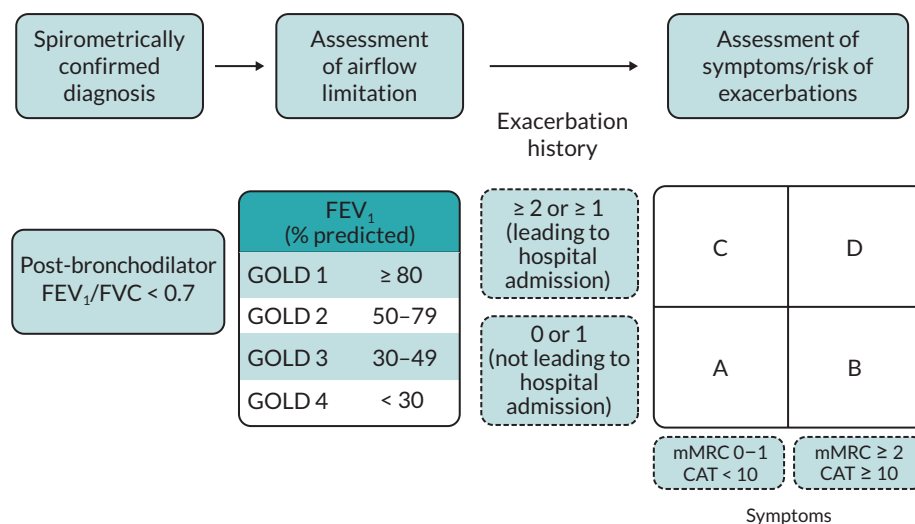 Spirometrically
confirmed
diagnosis
Assessment
of airflow
limitation
Assessment of
symptoms/risk of
exacerbations
Exacerbation
history
Post-bronchodilator
FEV₁/FVC < 0.7
FEV₁
(% predicted)
GOLD 1 ≥ 80
GOLD 2 50–79
GOLD 3 30–49
GOLD 4 < 30
≥ 2 or ≥ 1
(leading to
hospital
admission)
0 or 1
(not leading to
hospital
admission)
C D
A B
mMRC 0–1
CAT < 10
mMRC ≥ 2
CAT ≥ 10
Symptoms